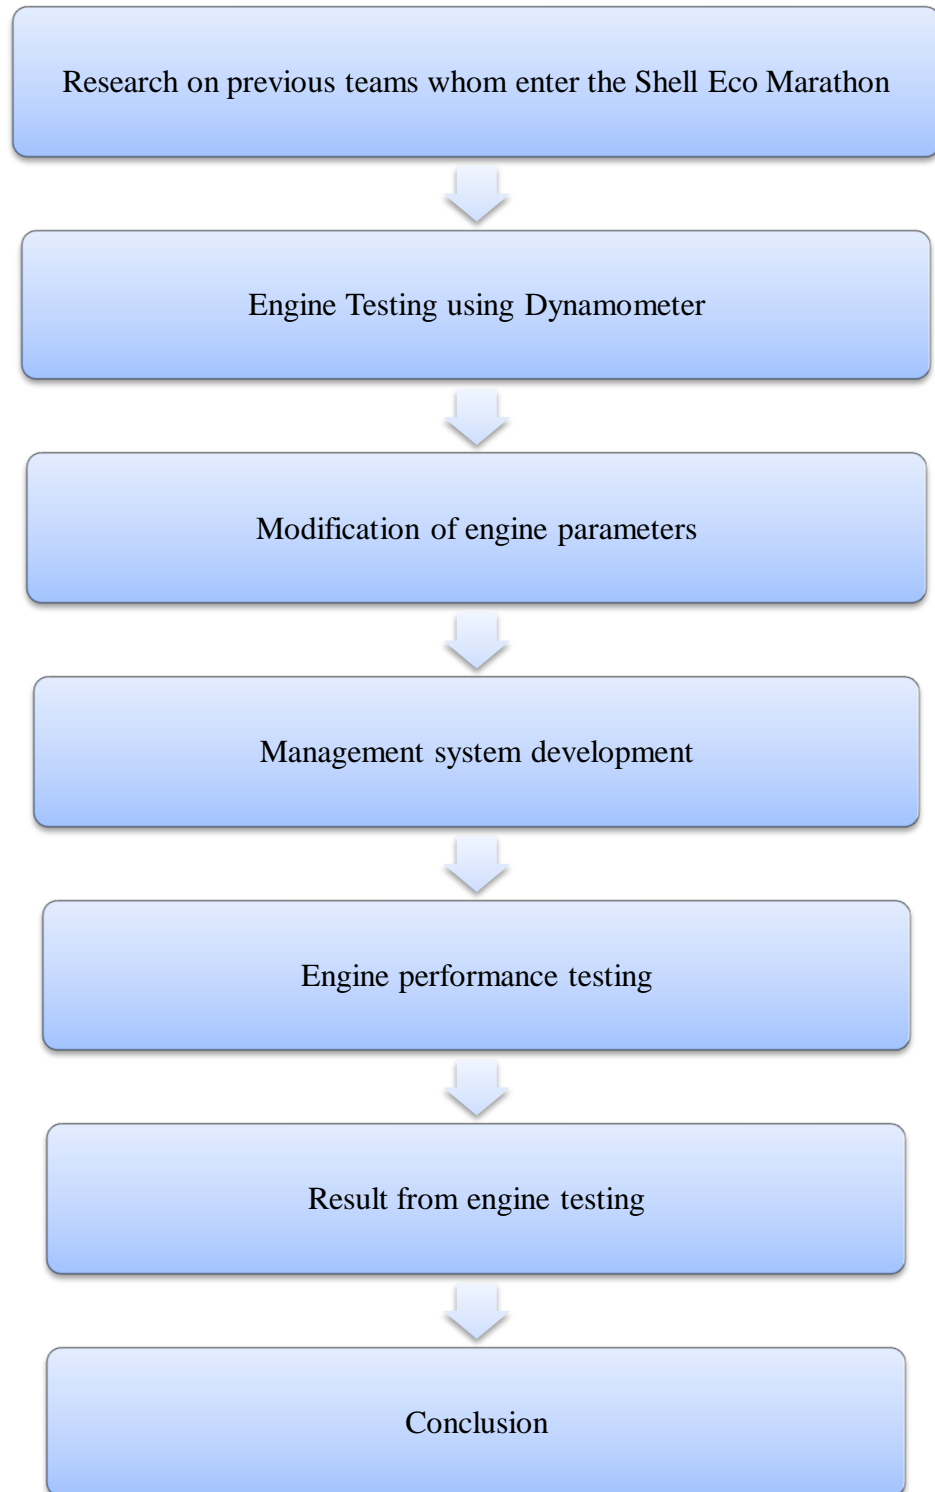 Research on previous teams whom enter the Shell Eco Marathon
Engine Testing using Dynamometer
Modification of engine parameters
Management system development
Engine performance testing
Result from engine testing
Conclusion